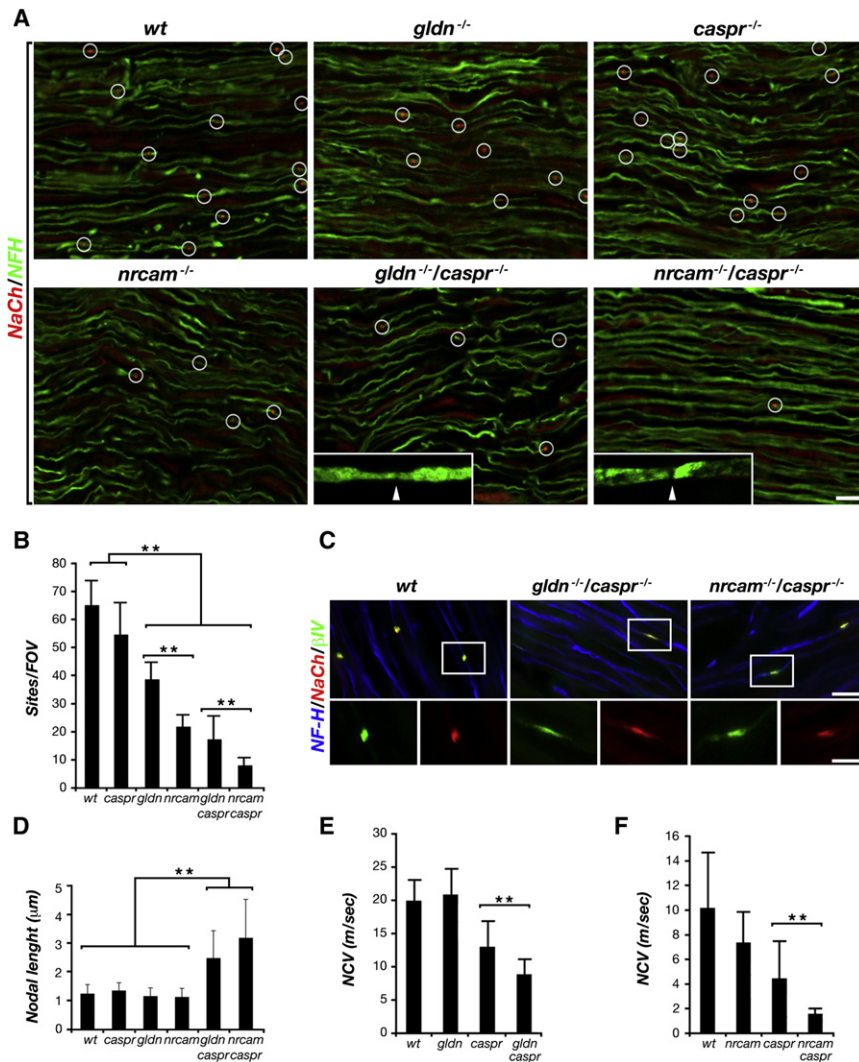 A
wt
gldn-/-
caspr-/-
NaCh/NFH
nrcam-/-
gldn-/-/caspr-/-
nrcam-/-/caspr-/-
B
Sites/FOV
80
70
60
50
40
30
20
10
0
**
**
**
wt caspr gldn nrcam gldn nrcam
caspr caspr
C
wt
gldn-/-/caspr-/-
nrcam-/-/caspr-/-
NF-H/NaCh/βIV
D
Nodal lenght (μm)
5
4
3
2
1
0
**
wt caspr gldn nrcam gldn nrcam
caspr caspr
E
NCV (m/sec)
30
25
20
15
10
5
0
**
wt gldn caspr gldn
caspr
F
NCV (m/sec)
16
14
12
10
8
6
4
2
0
**
wt nrcam caspr nrcam
caspr